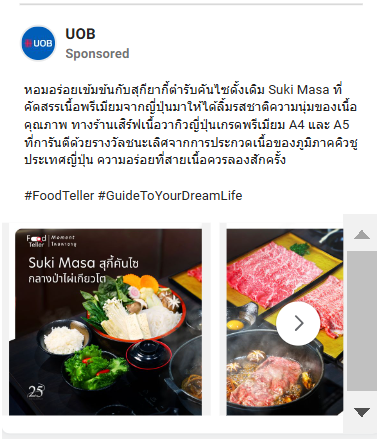 UOB
UOB
Sponsored
หอมอร่อยเข้มข้นกับสุกียากี้ตำรับคันไซดั้งเดิม Suki Masa ที่
คัดสรรเนื้อพรีเมียมจากญี่ปุ่นมาให้ได้ลิ้มรสชาติความนุ่มของเนื้อ
คุณภาพ ทางร้านเสิร์ฟเนื้อวากิวญี่ปุ่นเกรดพรีเมียม A4 และ A5
ที่การันตีด้วยรางวัลชนะเลิศจากการประกวดเนื้อของภูมิภาคคิวชู
ประเทศญี่ปุ่น ความอร่อยที่สายเนื้อควรลองสักครั้ง
#FoodTeller #GuideToYourDreamLife
Food Teller
Moment
โตเกียวหรู
Suki Masa สุกี้คันไซ
กลางป่าไผ่เกียวโต
25